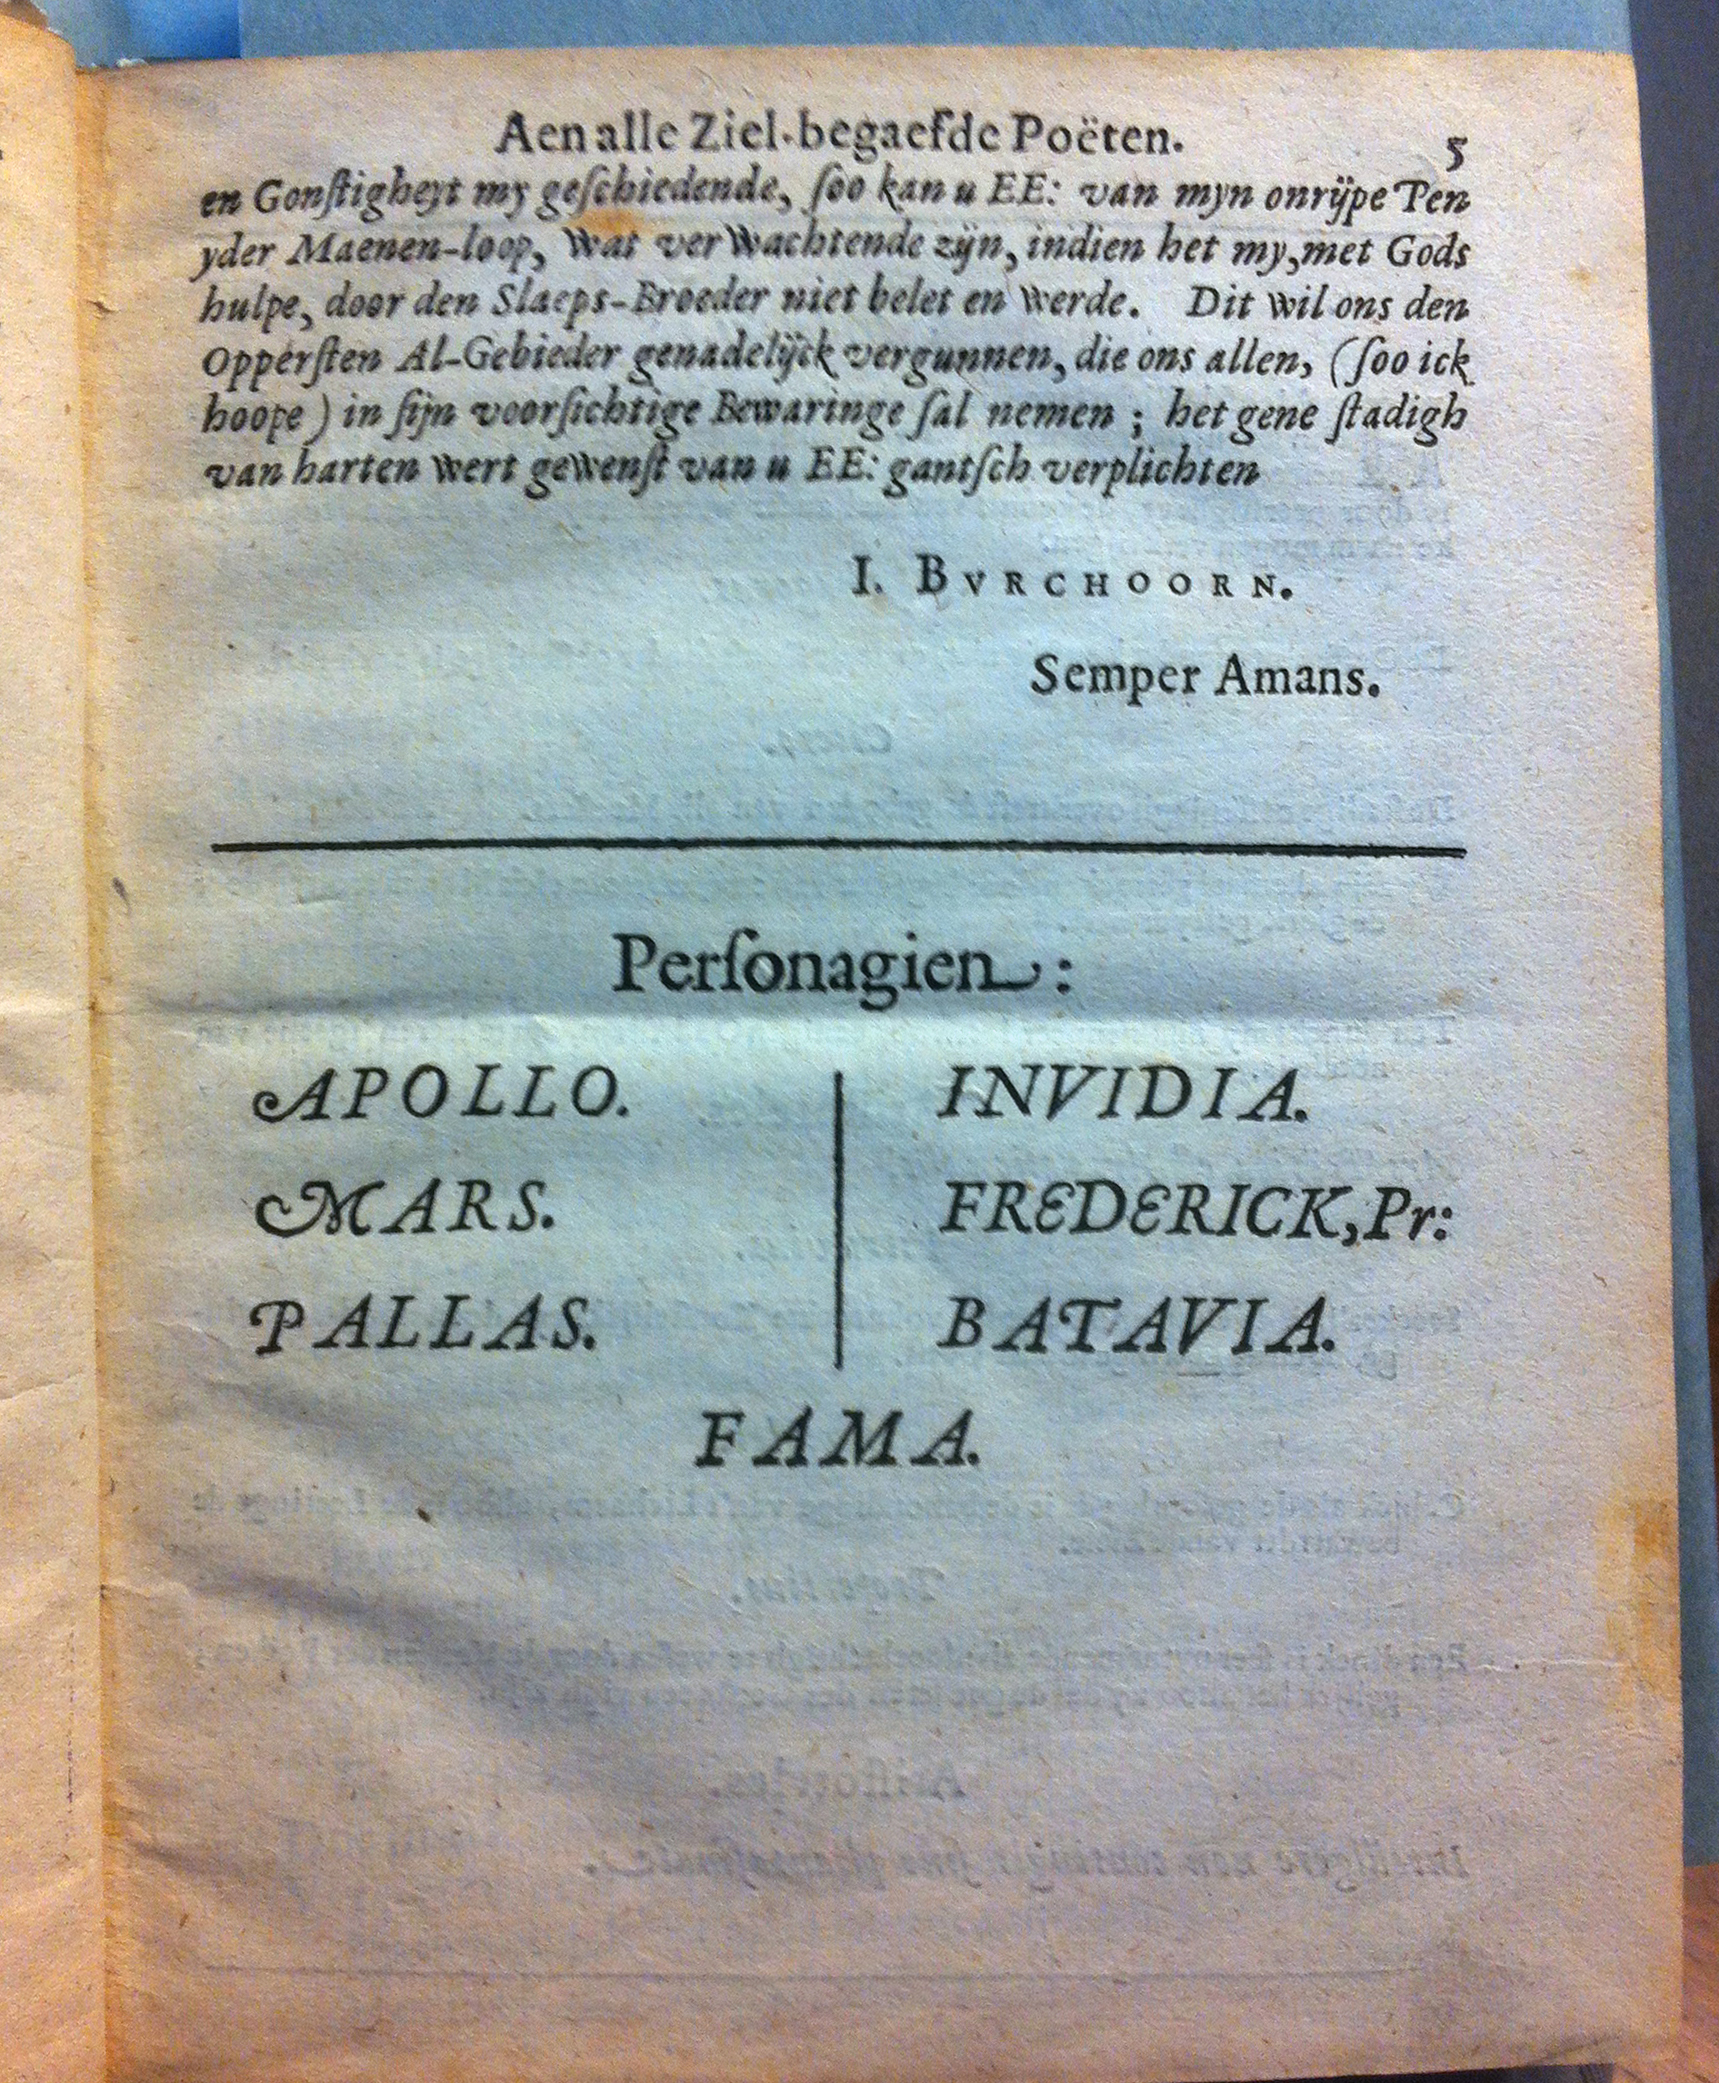 Aen alle Ziel-begaefde Poëten. 5
en Gonſtigheyt my geſchiedende, ſoo kan u EE: van myn onrijpe Pen
yder Maenen-loop, wat verwachtende zijn, indien het my, met Gods
hulpe, door den Slaeps-Broeder niet belet en werde. Dit wil ons den
Opperſten Al-Gebieder genadelijck vergunnen, die ons allen, (ſoo ick
hoope) in ſijn voorſichtige Bewaringe ſal nemen; het gene ſtadigh
van harten wert gewenſt van u EE: gantſch verplichten
I. BVRCHOORN.
Semper Amans.
Perſonagien:
APOLLO.
MARS.
PALLAS.
INVIDIA.
FREDERICK, Pr:
BATAVIA.
FAMA.